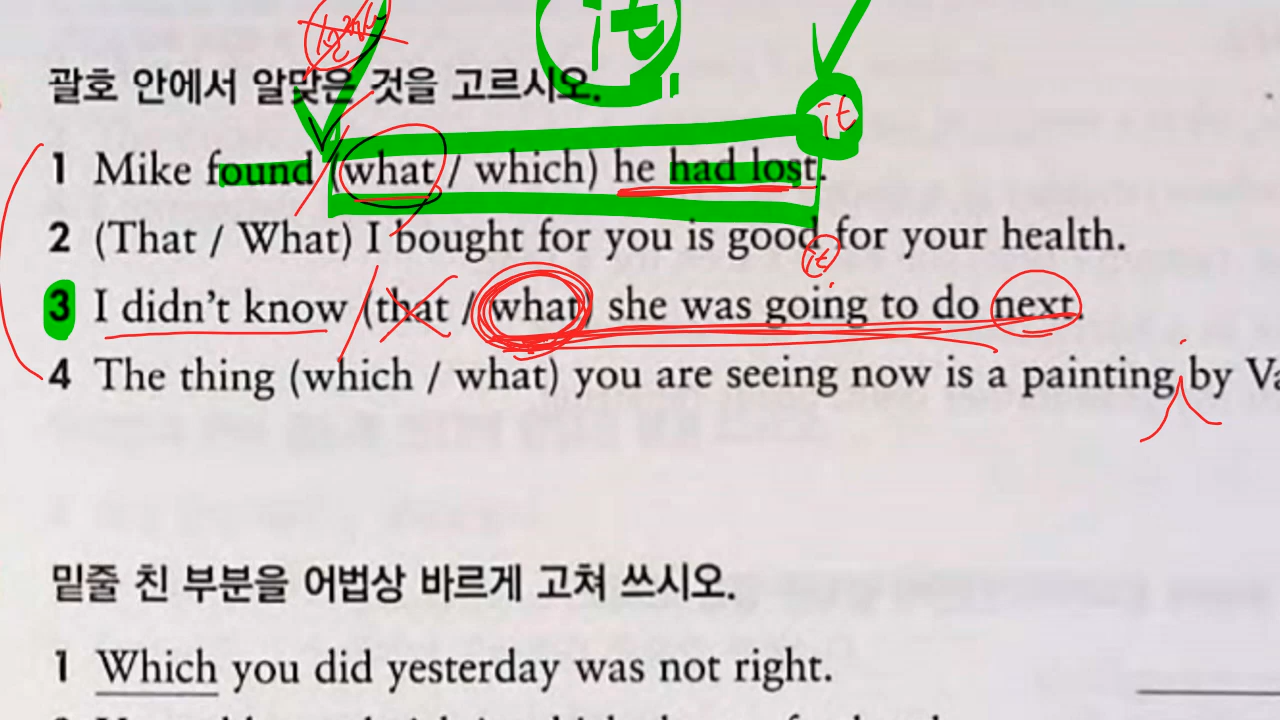 it
괄호 안에서 알맞은 것을 고르시오.
it
1 Mike found (what / which) he had lost.
2 (That / What) I bought for you is good for your health.
it
3 I didn't know (that / what) she was going to do next.
4 The thing (which / what) you are seeing now is a painting by
밑줄 친 부분을 어법상 바르게 고쳐 쓰시오.
1 Which you did yesterday was not right.